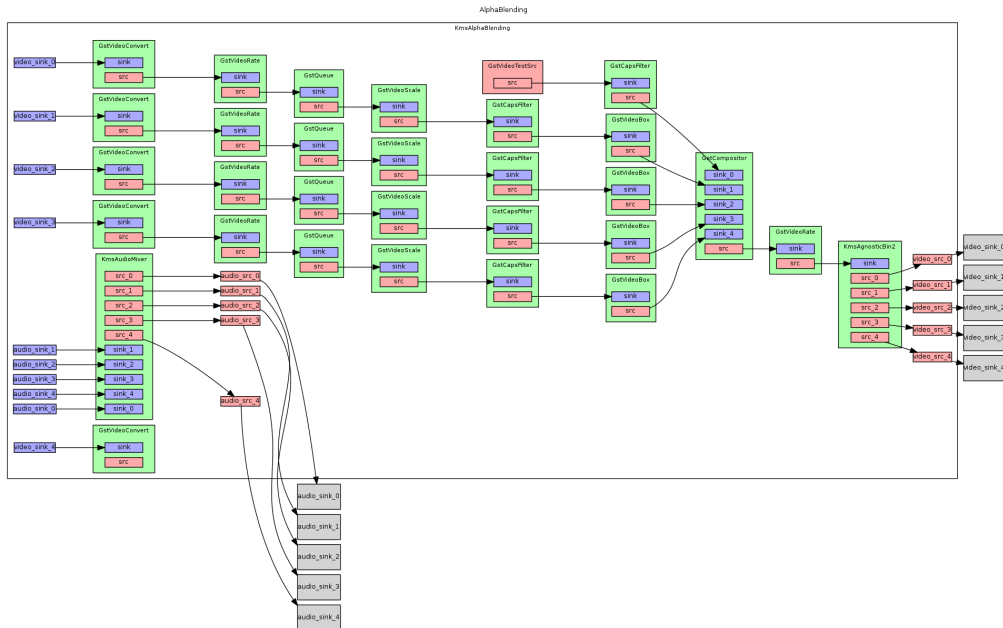 AlphaBlending
KmsAlphaBlending
video_sink_0
GstVideoConvert
sink
src
GstVideoRate
sink
src
GstQueue
sink
src
GstVideoScale
sink
src
GstVideoTestSrc
src
GstCapsFilter
sink
src
video_sink_1
GstVideoConvert
sink
src
GstVideoRate
sink
src
GstQueue
sink
src
GstVideoScale
sink
src
GstCapsFilter
sink
src
GstVideoBox
sink
src
video_sink_2
GstVideoConvert
sink
src
GstVideoRate
sink
src
GstQueue
sink
src
GstVideoScale
sink
src
GstCapsFilter
sink
src
GstVideoBox
sink
src
video_sink_3
GstVideoConvert
sink
src
GstVideoRate
sink
src
GstQueue
sink
src
GstVideoScale
sink
src
GstCapsFilter
sink
src
GstVideoBox
sink
src
GstCapsFilter
sink
src
GstVideoBox
sink
src
GstCompositor
sink_0
sink_1
sink_2
sink_3
sink_4
src
GstVideoRate
sink
src
KmsAgnosticBin2
sink
src_0
src_1
src_2
src_3
src_4
video_src_0
video_src_1
video_src_2
video_src_3
video_src_4
video_sink_0
video_sink_1
video_sink_2
video_sink_3
video_sink_4
KmsAudioMixer
src_0
src_1
src_2
src_3
src_4
sink_1
sink_2
sink_3
sink_4
sink_0
audio_sink_1
audio_sink_2
audio_sink_3
audio_sink_4
audio_sink_0
audio_src_0
audio_src_1
audio_src_2
audio_src_3
audio_src_4
video_sink_4
GstVideoConvert
sink
src
audio_sink_0
audio_sink_1
audio_sink_2
audio_sink_3
audio_sink_4